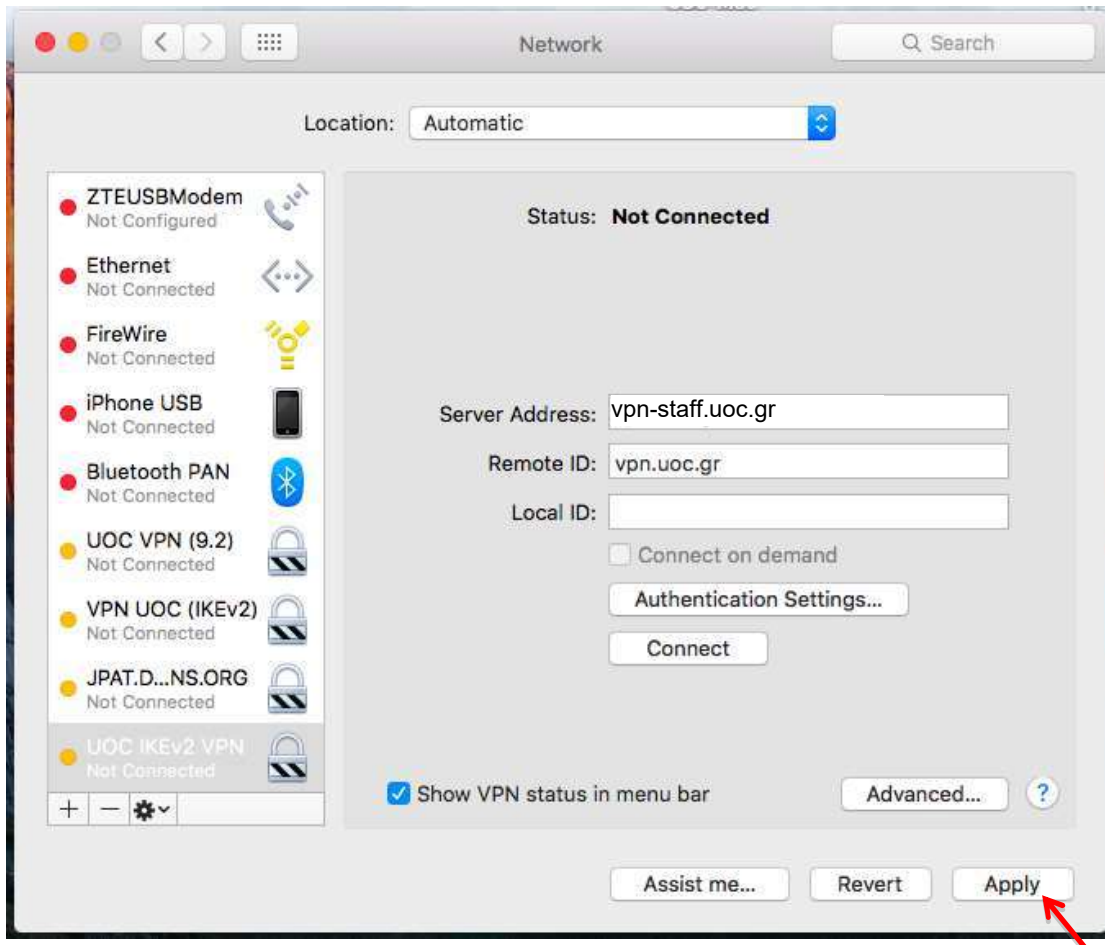 Network
Search
Location: Automatic
ZTEUSBModem
Not Configured
Ethernet
Not Connected
FireWire
Not Connected
iPhone USB
Not Connected
Bluetooth PAN
Not Connected
UOC VPN (9.2)
Not Connected
VPN UOC (IKEv2)
Not Connected
JPAT.D...NS.ORG
Not Connected
UOC IKEv2 VPN
Not Connected
Status: Not Connected
Server Address: vpn-staff.uoc.gr
Remote ID: vpn.uoc.gr
Local ID:
Connect on demand
Authentication Settings...
Connect
Show VPN status in menu bar
Advanced... ?
Assist me... Revert Apply